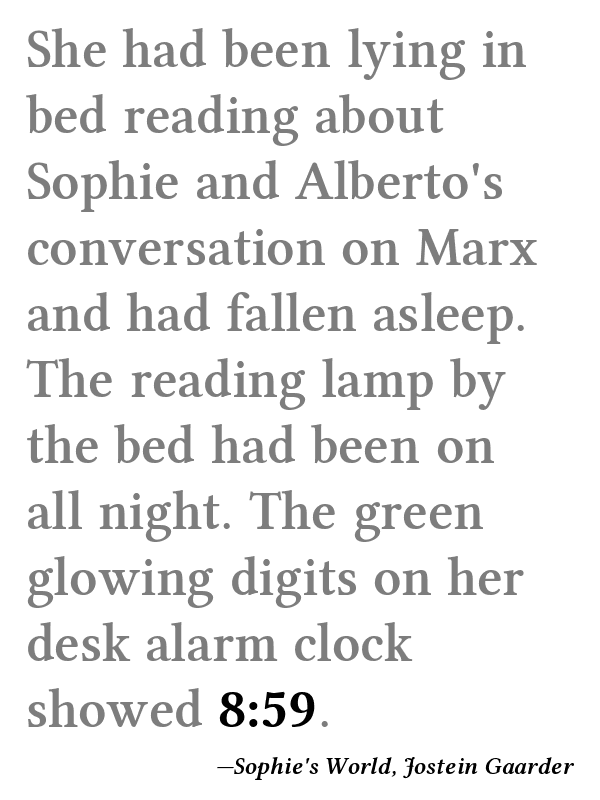 She had been lying in
bed reading about
Sophie and Alberto's
conversation on Marx
and had fallen asleep.
The reading lamp by
the bed had been on
all night. The green
glowing digits on her
desk alarm clock
showed 8:59.
—Sophie's World, Jostein Gaarder